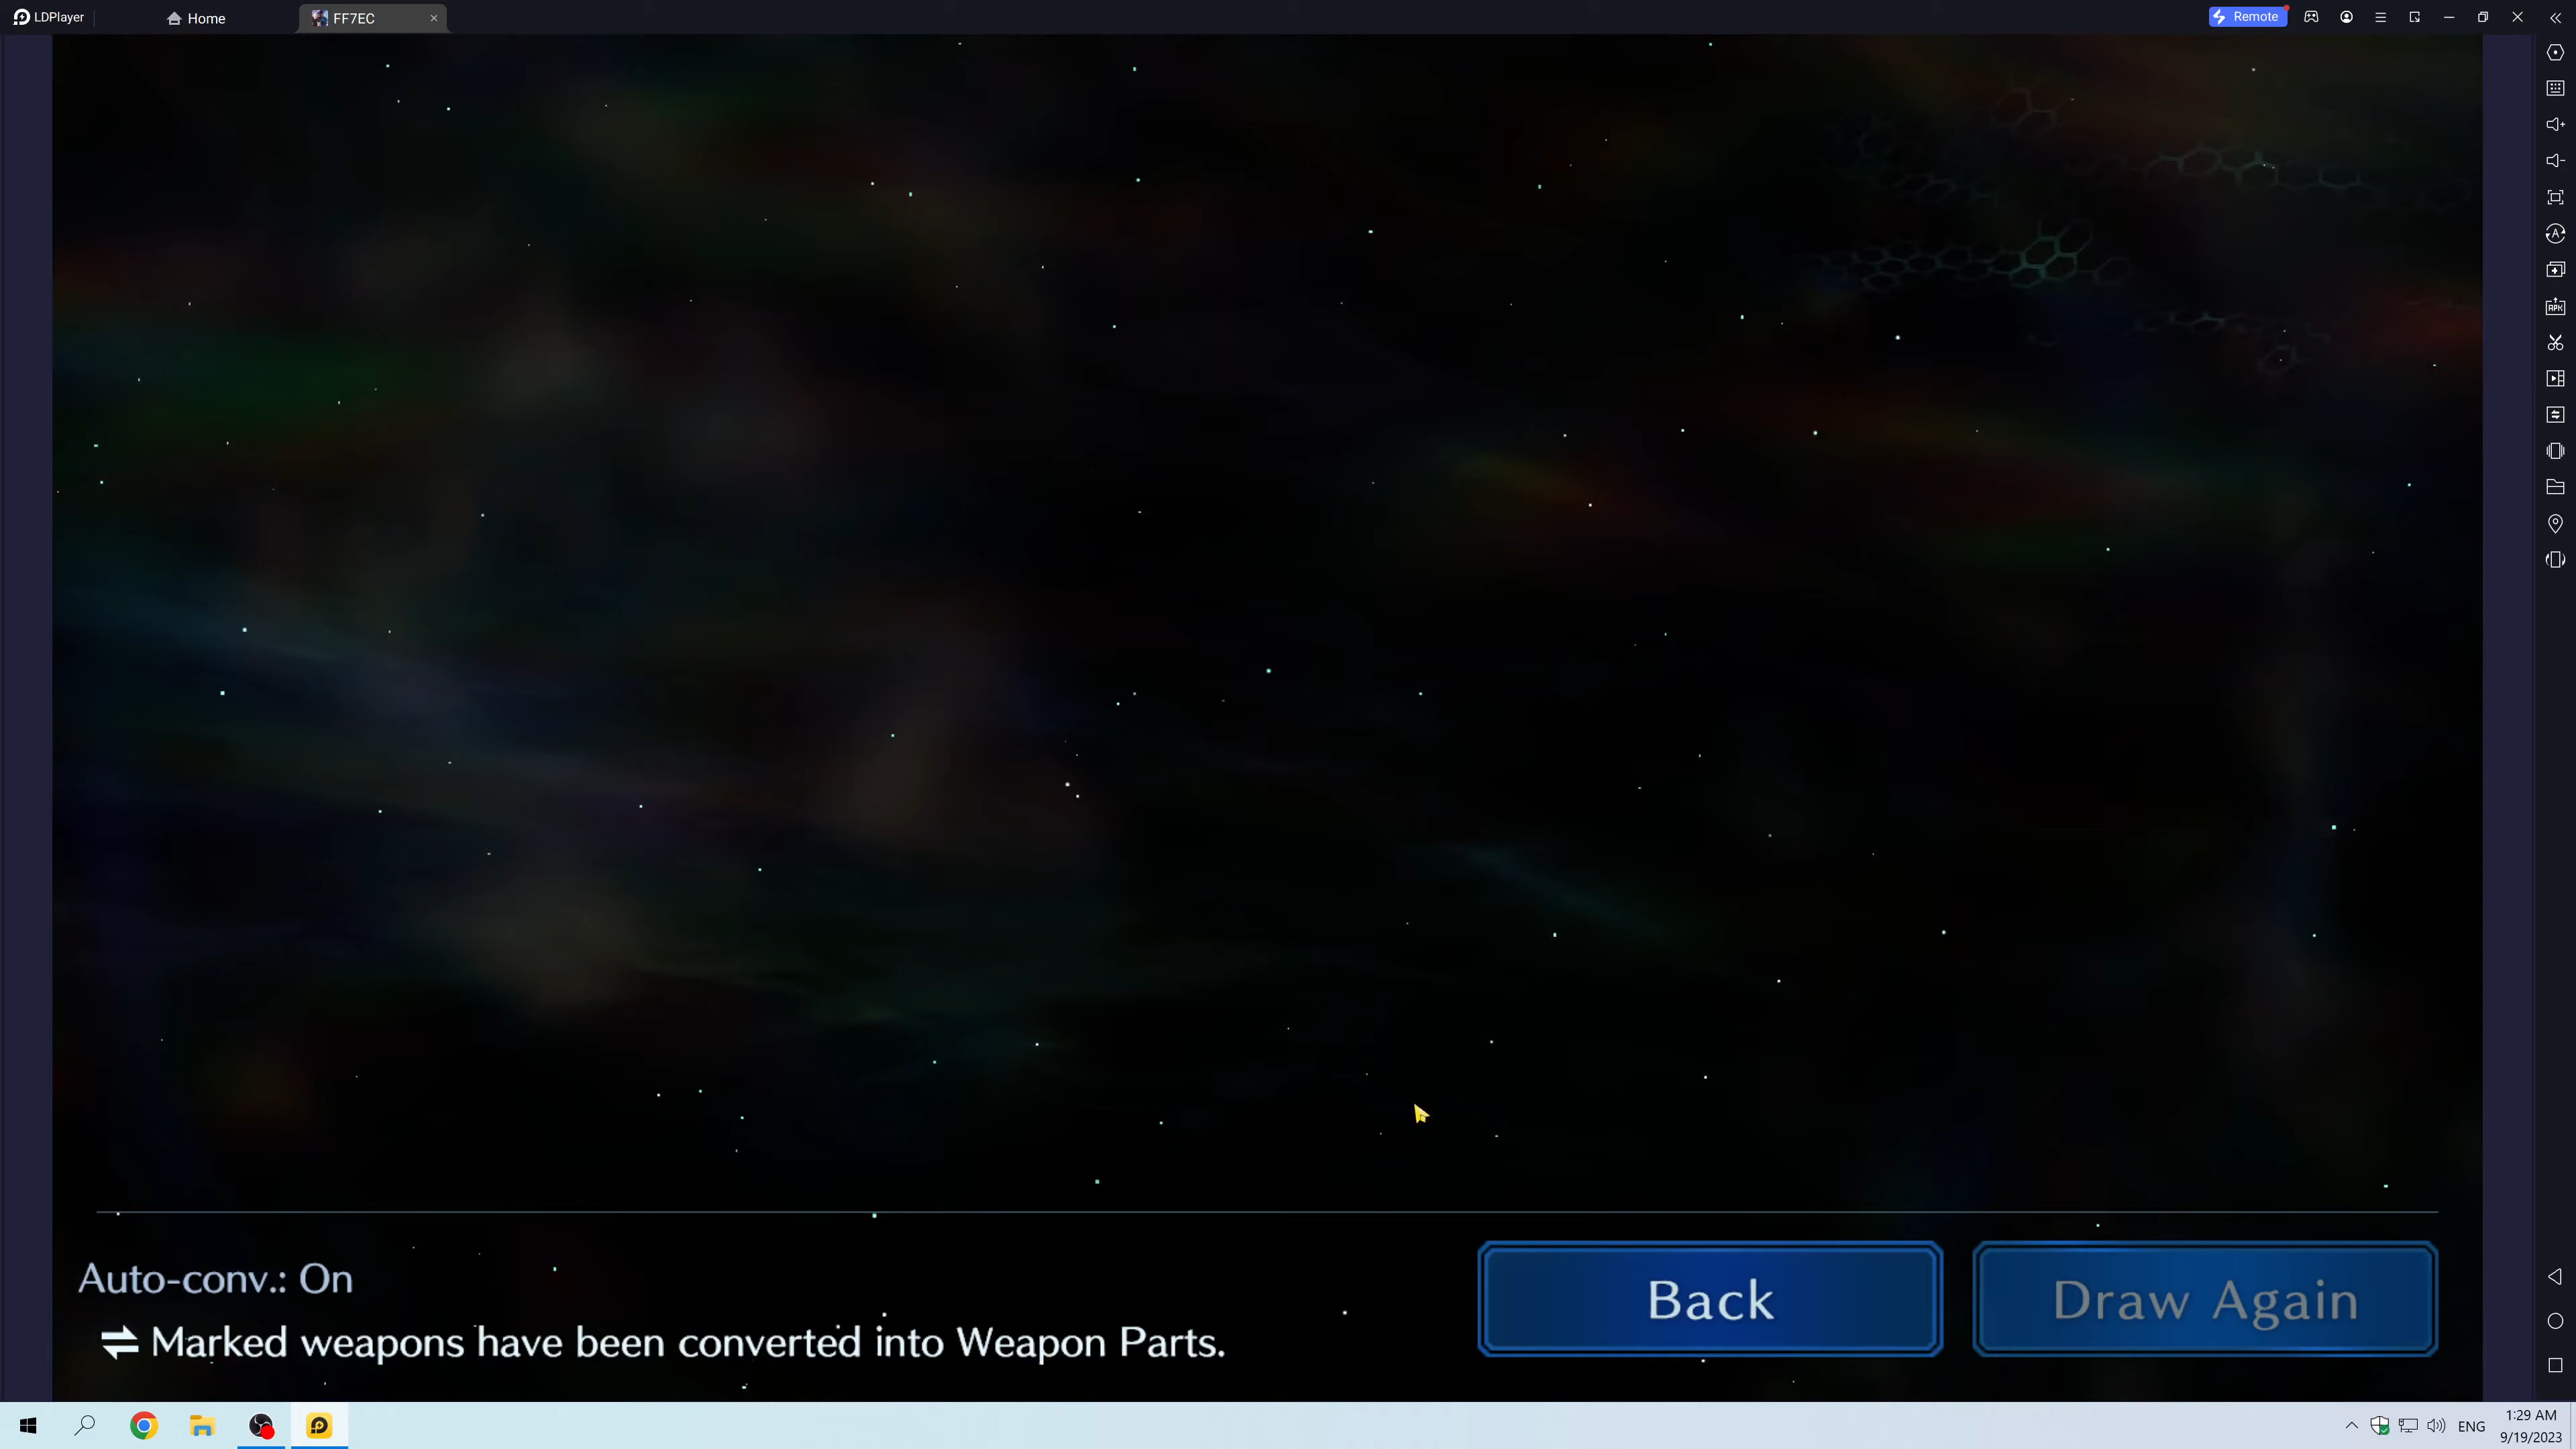 LDPlayer
Home
FF7EC
Remote
APK
Auto-conv.: On
Marked weapons have been converted into Weapon Parts.
Back
Draw Again
ENG
1:29 AM
9/19/2023